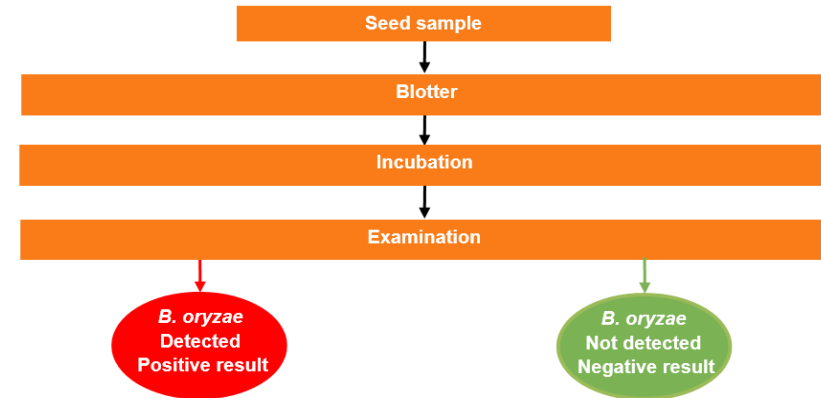 Seed sample
Blotter
Incubation
Examination
B. oryzae
Detected
Positive result
B. oryzae
Not detected
Negative result